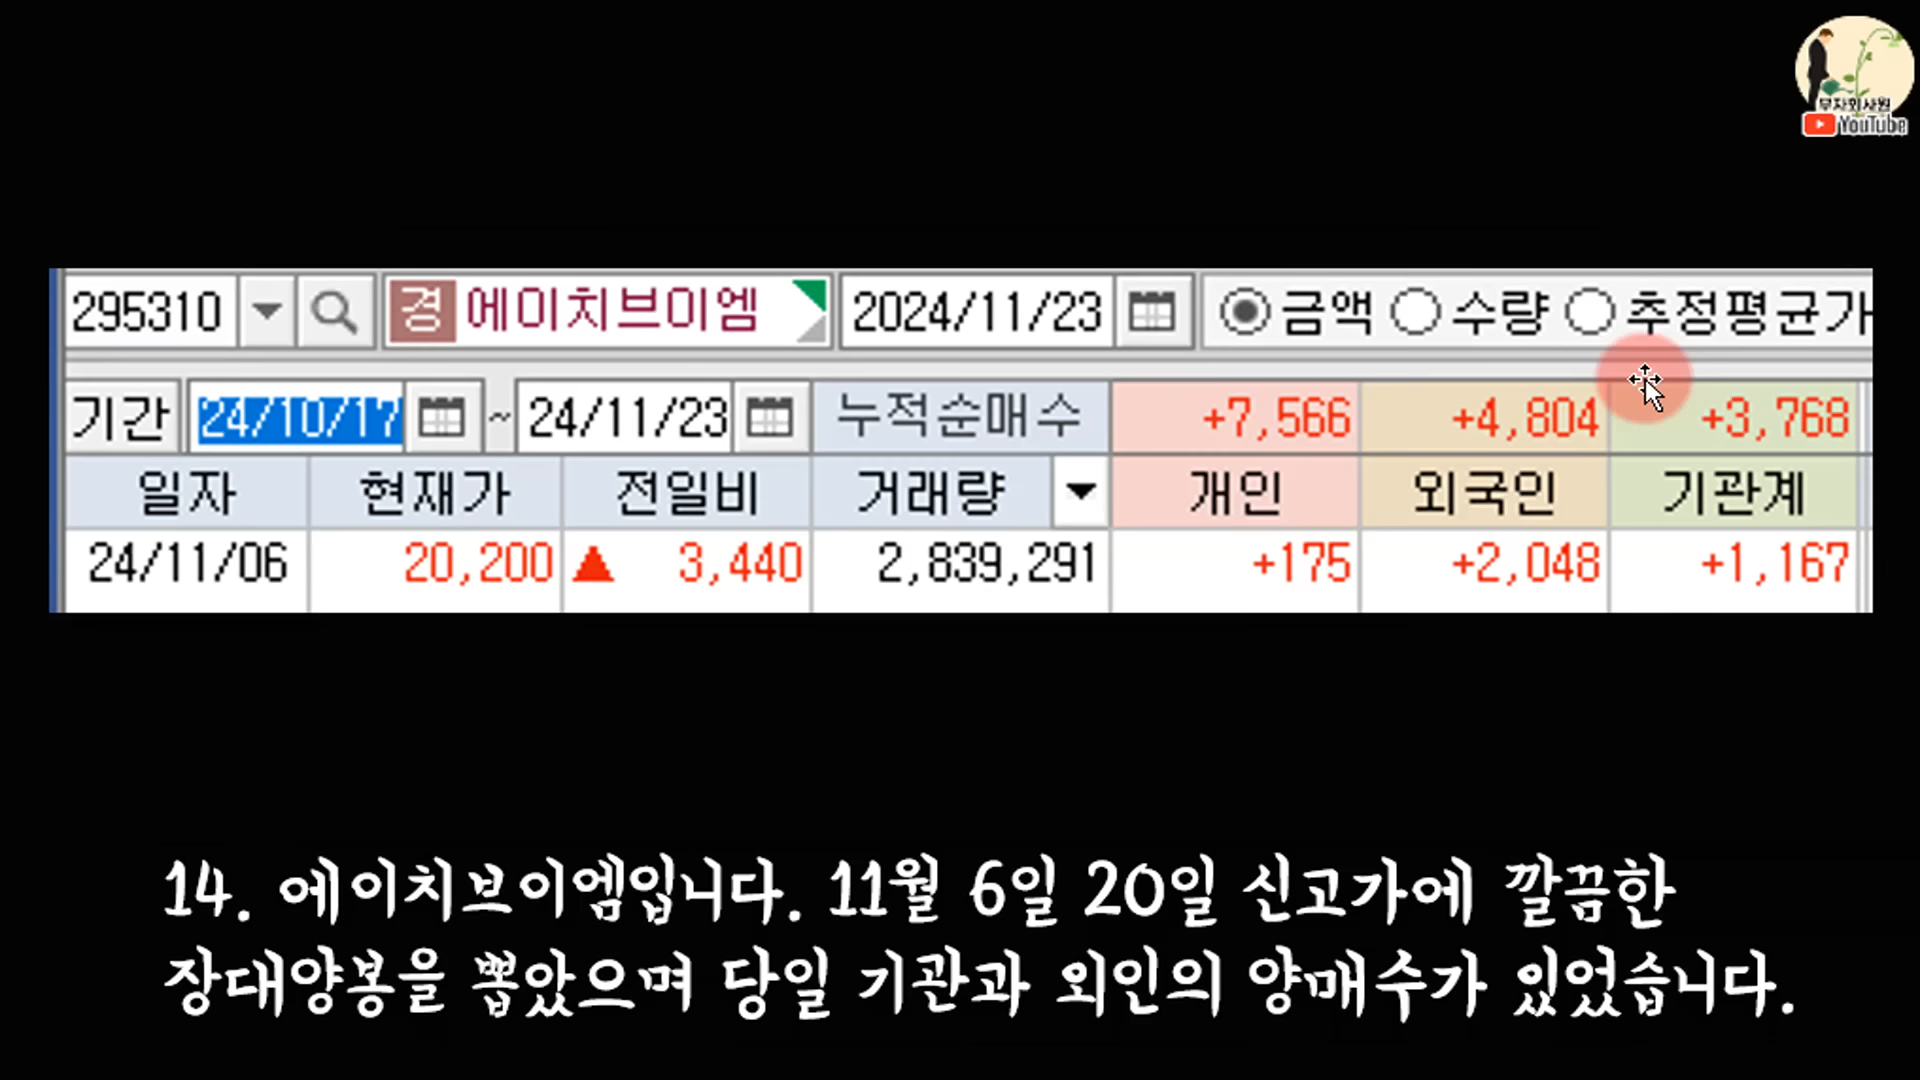 부자회사원
YouTube
295310 경 에이치브이엠 2024/11/23 금액 수량 추정평균가
기간 24/10/17 ~ 24/11/23 누적순매수 +7,566 +4,804 +3,768
일자 현재가 전일비 거래량 개인 외국인 기관계
24/11/06 20,200 ▲ 3,440 2,839,291 +175 +2,048 +1,167
14. 에이치브이엠입니다. 11월 6일 20일 신고가에 깔끔한
장대양봉을 뽑았으며 당일 기관과 외인의 양매수가 있었습니다.